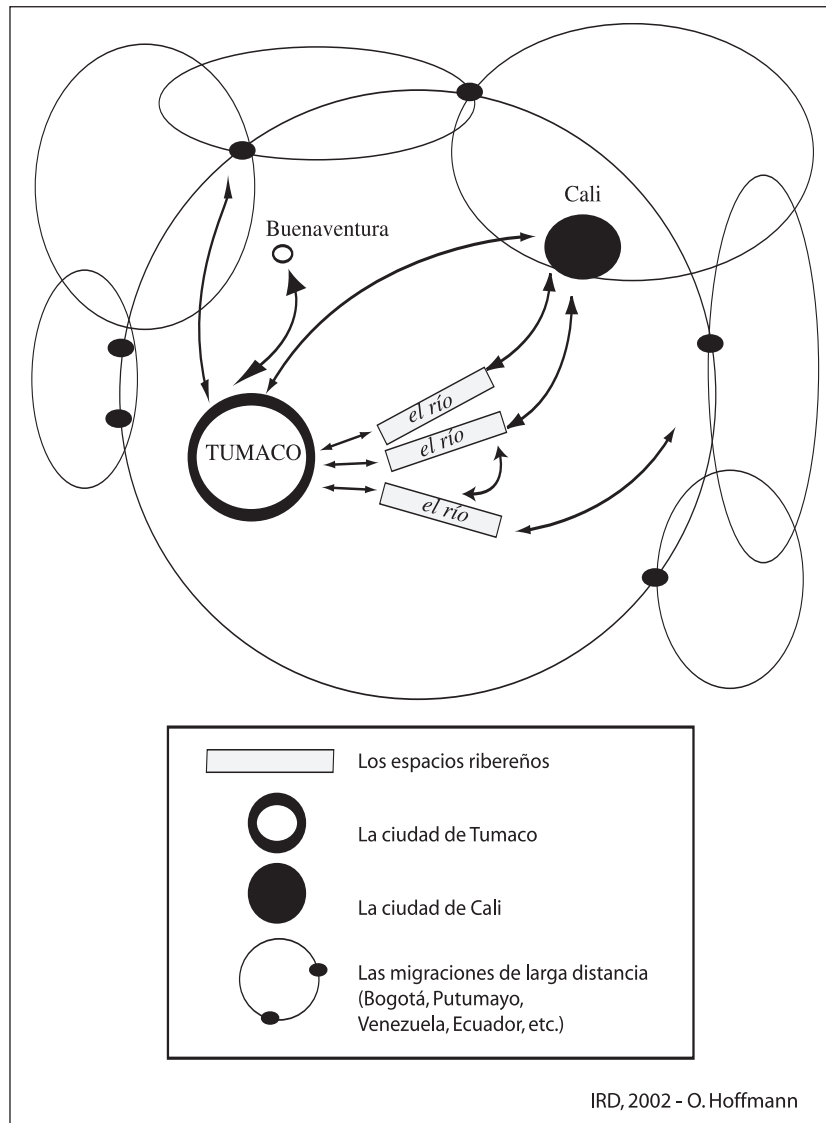 Cali
Buenaventura
el río
el río
TUMACO
el río
Los espacios ribereños
La ciudad de Tumaco
La ciudad de Cali
Las migraciones de larga distancia
(Bogotá, Putumayo,
Venezuela, Ecuador, etc.)
IRD, 2002 - O. Hoffmann